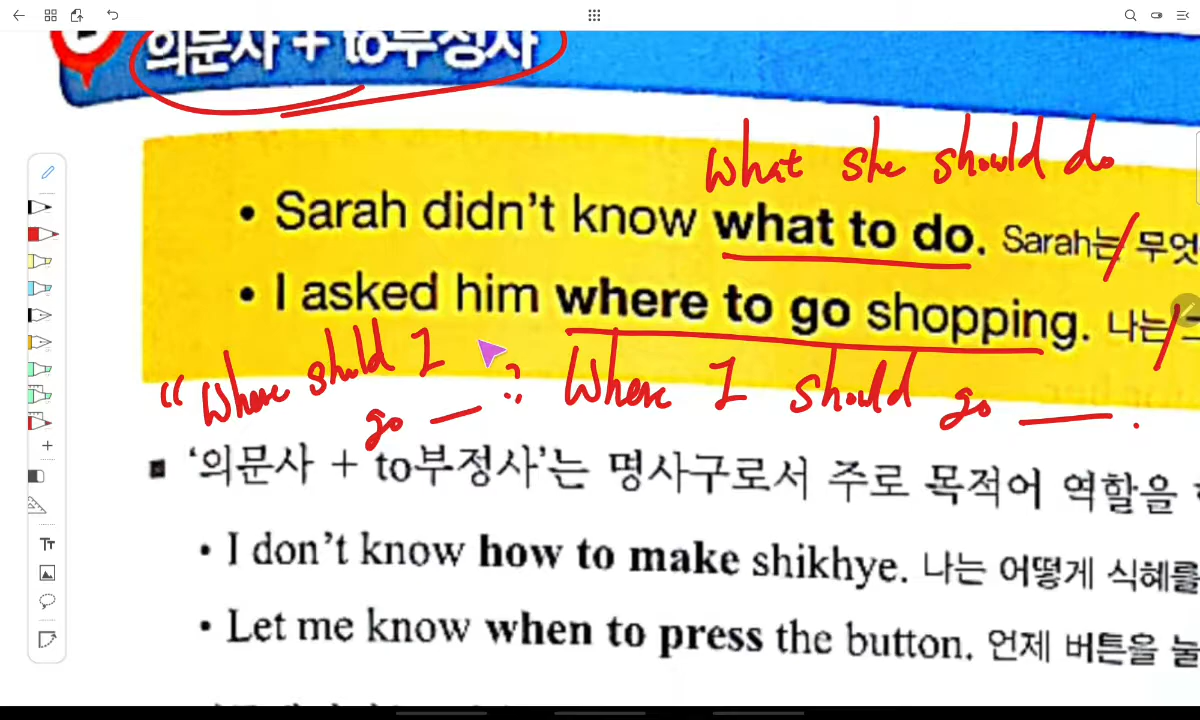 의문사 + to부정사
What she should do
• Sarah didn't know what to do. Sarah는 무엇
• I asked him where to go shopping. 나는
“Where should I
go ?
Where I should go .
■ ‘의문사 + to부정사’는 명사구로서 주로 목적어 역할을
• I don't know how to make shikhye. 나는 어떻게 식혜를
• Let me know when to press the button. 언제 버튼을 눌
Tт